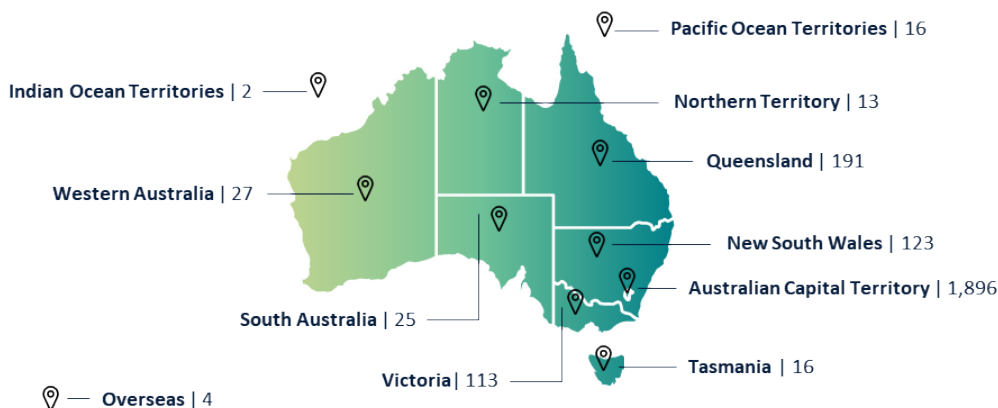 Pacific Ocean Territories | 16
Indian Ocean Territories | 2
Northern Territory | 13
Queensland | 191
Western Australia | 27
New South Wales | 123
Australian Capital Territory | 1,896
South Australia | 25
Tasmania | 16
Victoria| 113
Overseas | 4